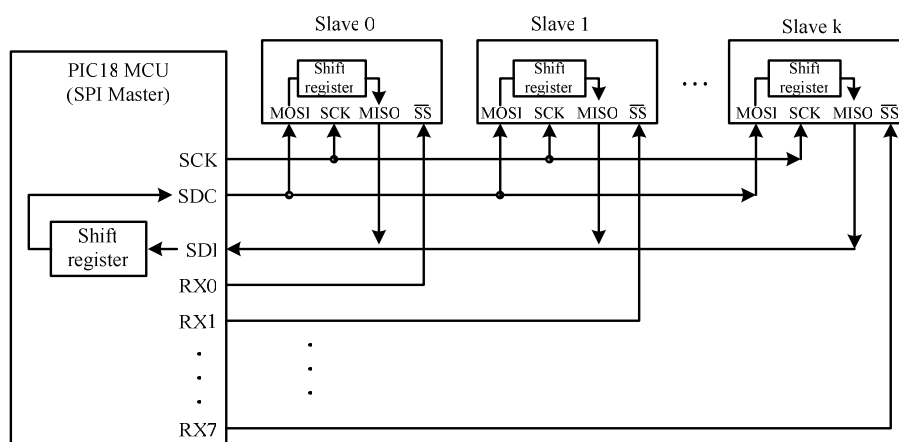 Slave 0
Slave 1
Slave k
PIC18 MCU
(SPI Master)
Shift
register
MOSI SCK MISO SS
Shift
register
MOSI SCK MISO SS
...
Shift
register
MOSI SCK MISO SS
SCK
SDC
Shift
register
SDI
RX0
RX1
RX7